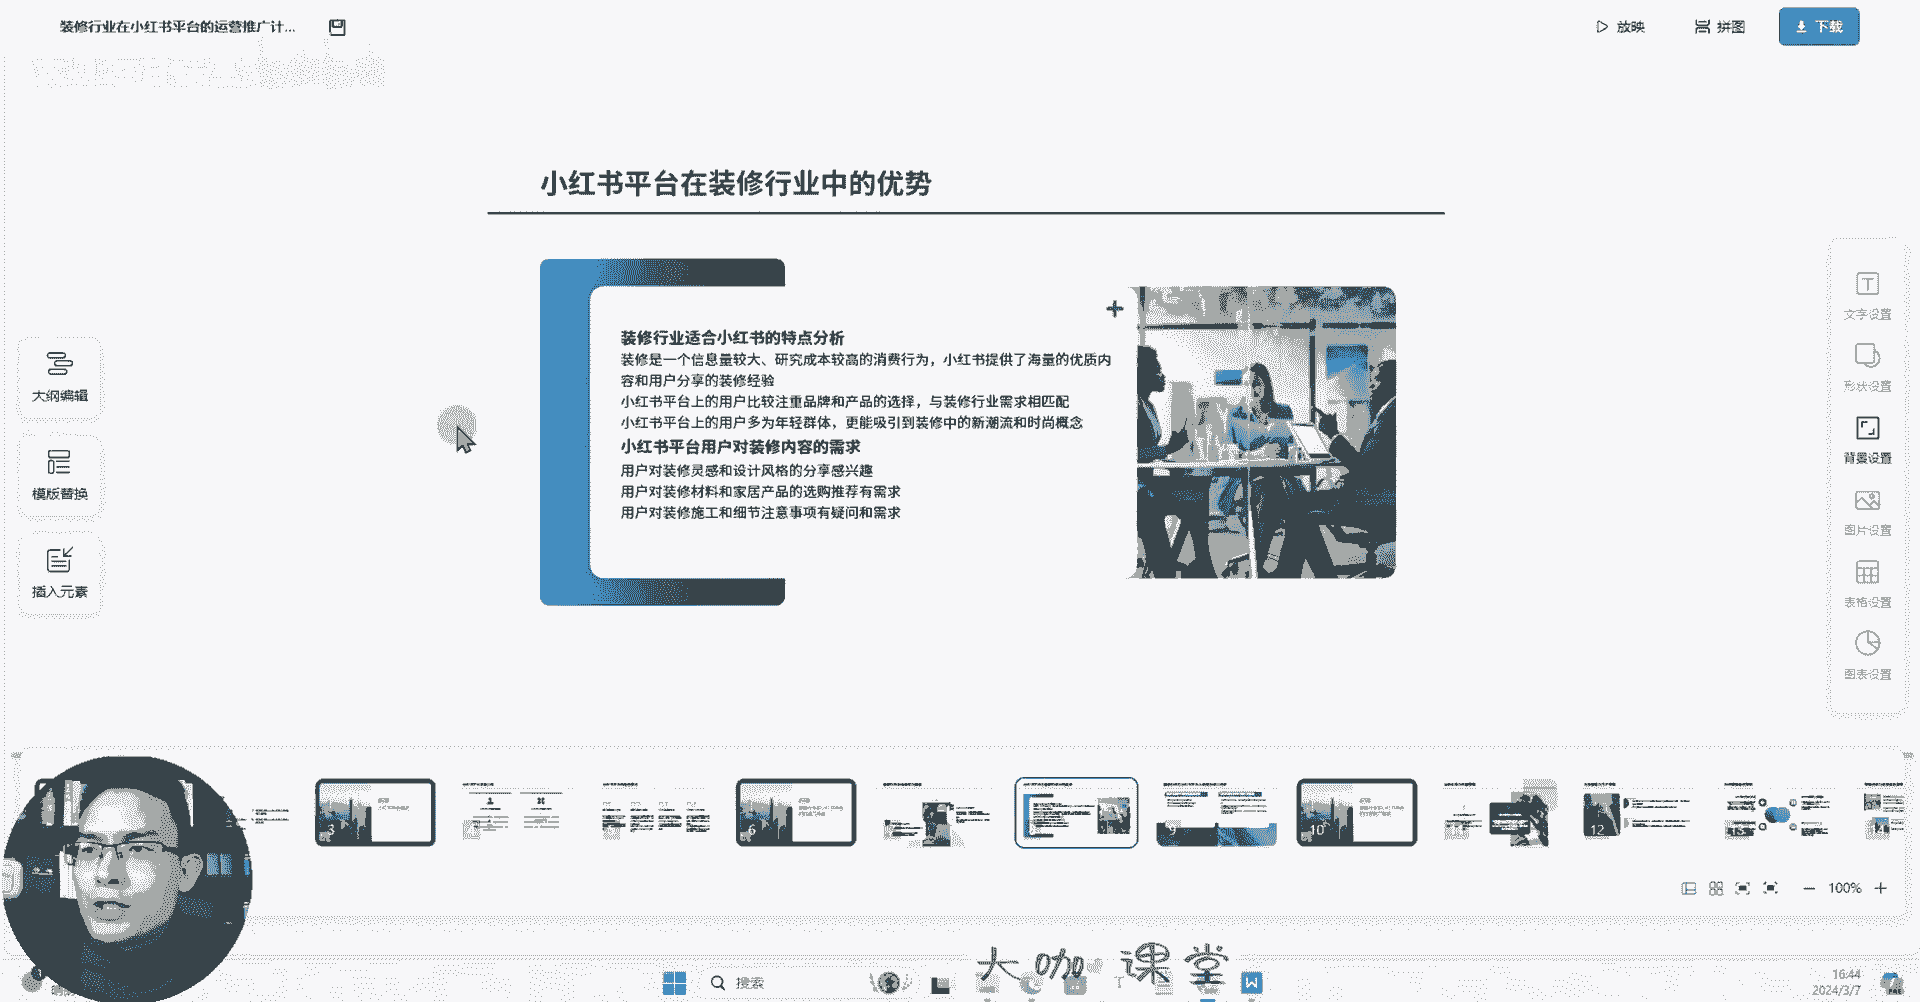 装修行业在小红书平台的运营推广计...
放映
拼图
下载
小红书平台在装修行业中的优势
装修行业适合小红书的特点分析
装修是一个信息量较大、研究成本较高的消费行为，小红书提供了海量的优质内
容和用户分享的装修经验
小红书平台上的用户比较注重品牌和产品的选择，与装修行业需求相匹配
小红书平台上的用户多为年轻群体，更能吸引到装修中的新潮流和时尚概念
小红书平台用户对装修内容的需求
用户对装修灵感和设计风格的分享感兴趣
用户对装修材料和家居产品的选购推荐有需求
用户对装修施工和细节注意事项有疑问和需求
大纲编辑
模版替换
插入元素
文字设置
形状设置
背景设置
图片设置
表格设置
图表设置
3
6
9
10
12
13
14
100%
大咖课堂
搜索
16:44
2024/3/7